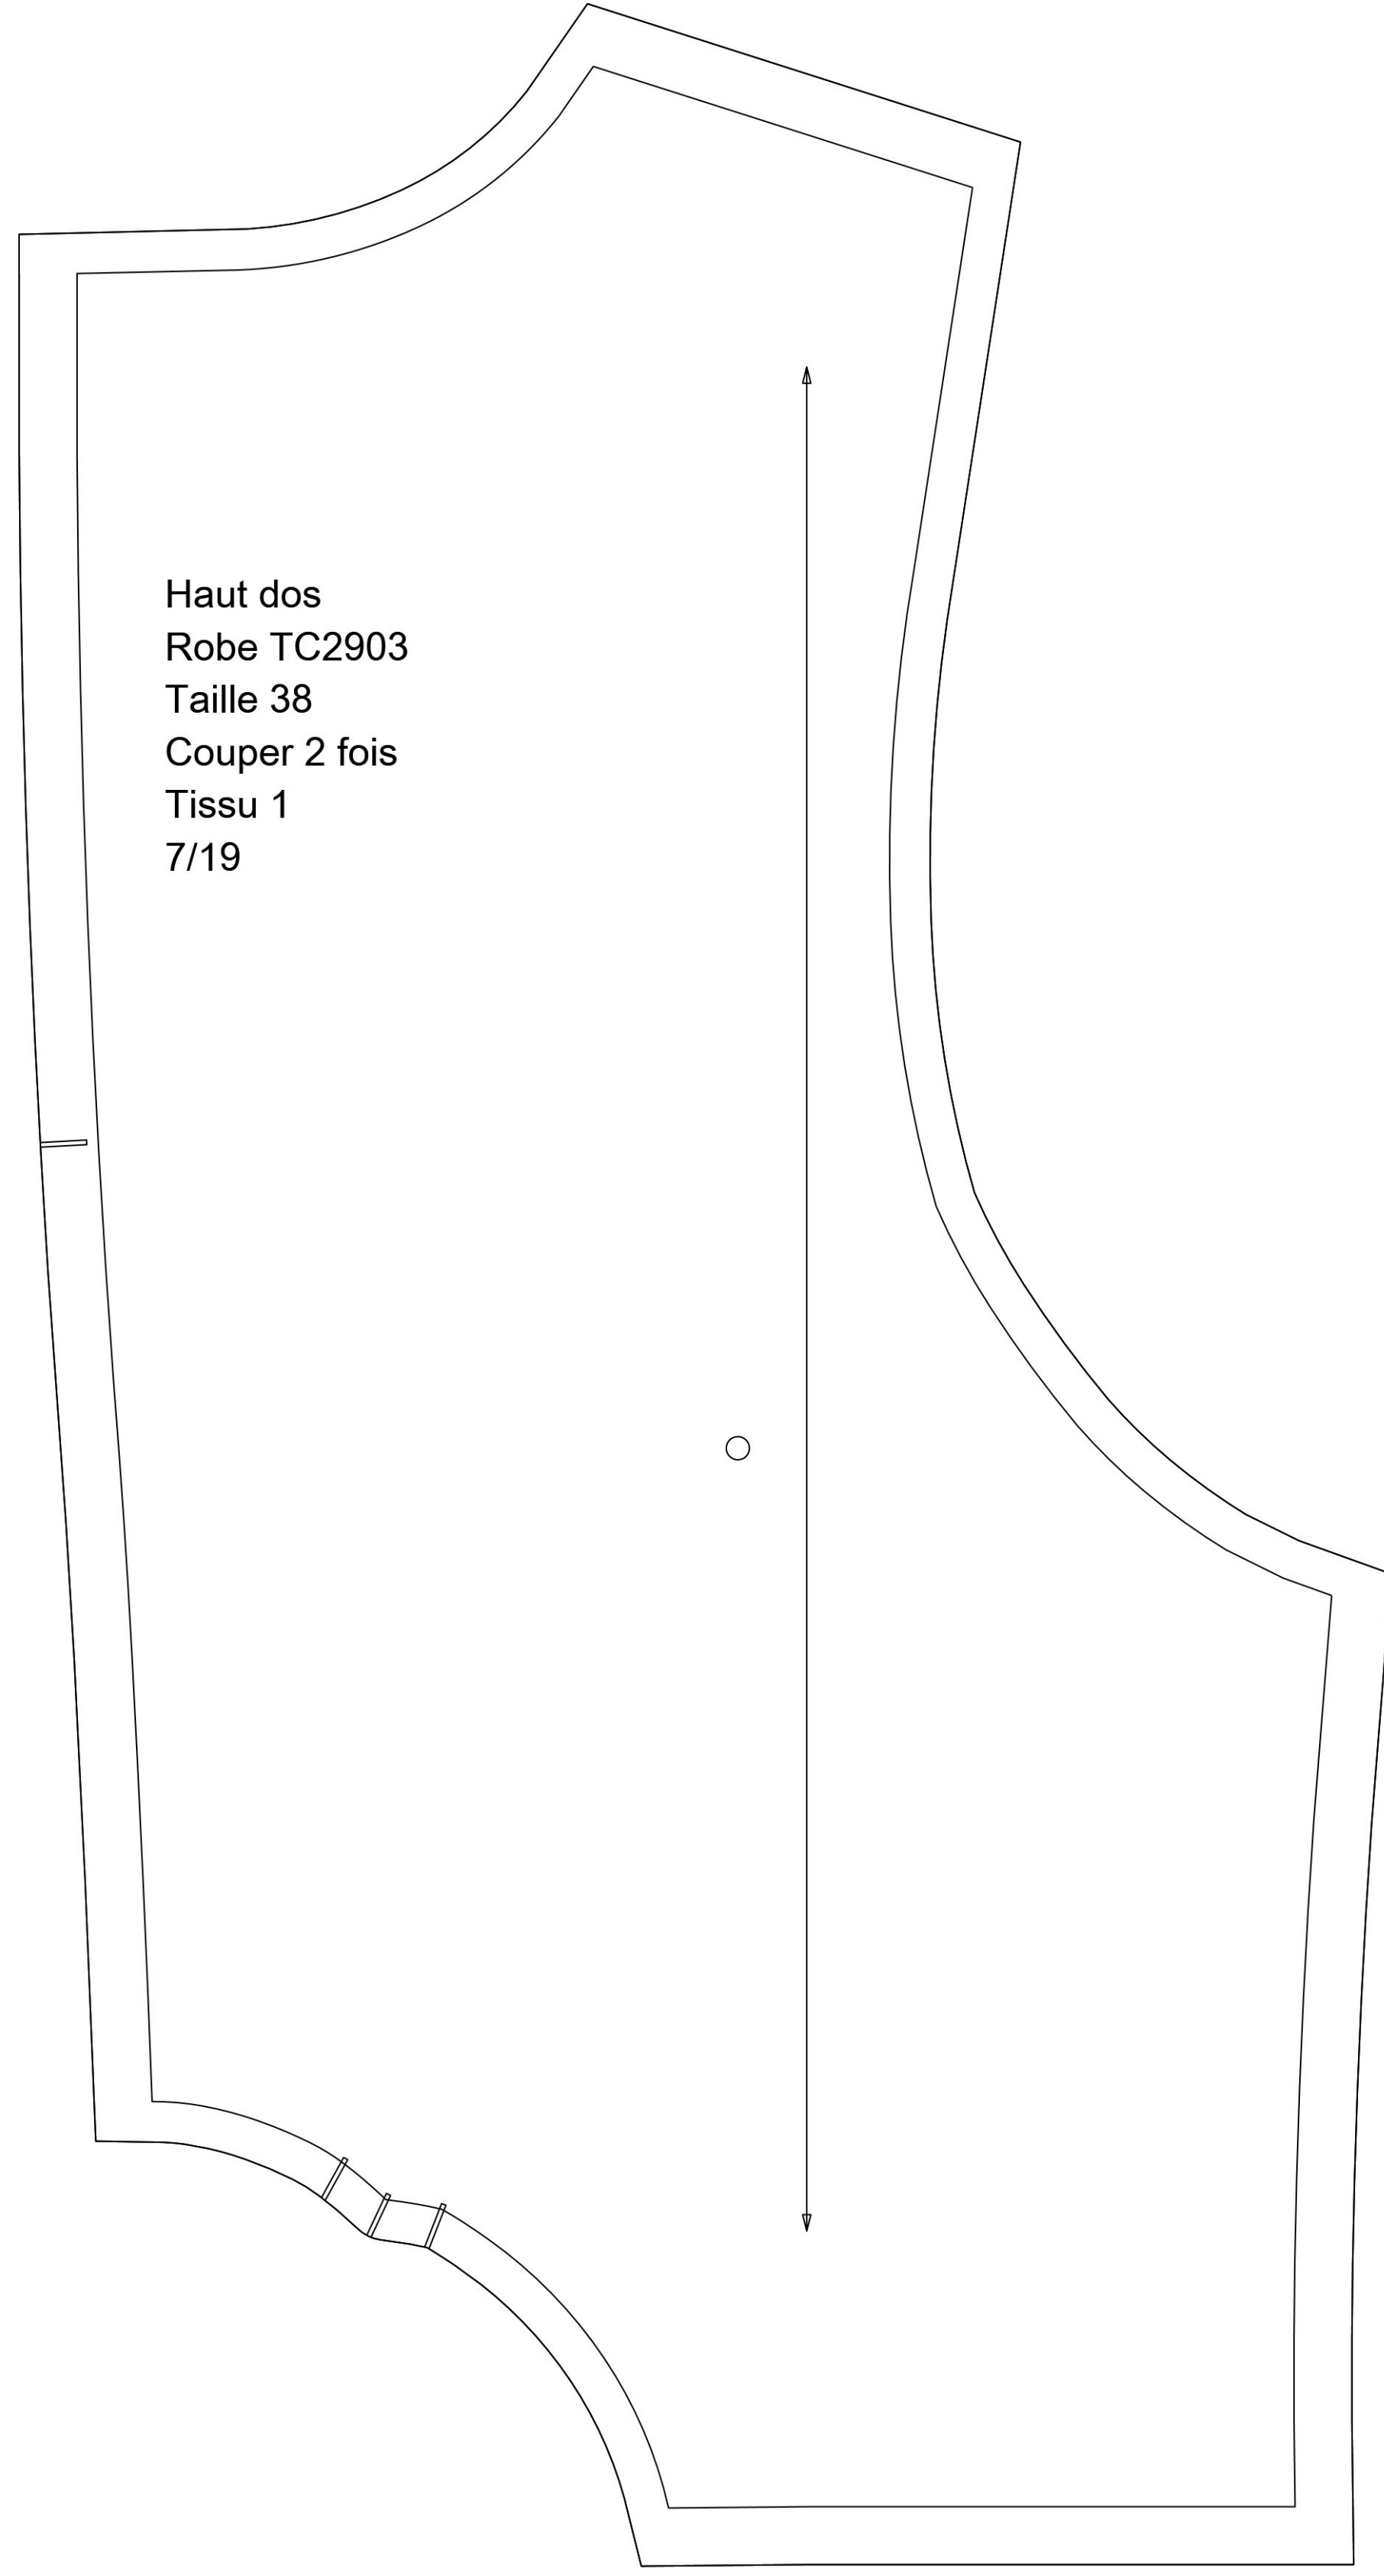 Haut dos
Robe TC2903
Taille 38
Couper 2 fois
Tissu 1
7/19